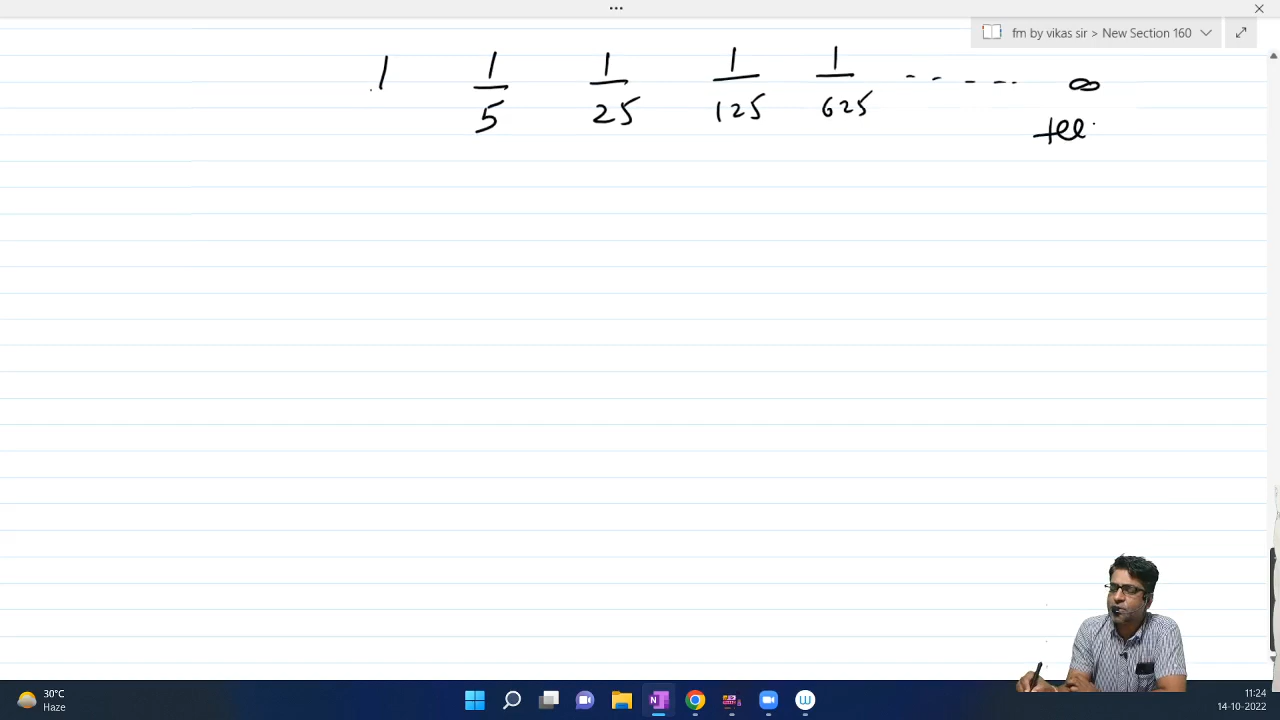 fm by vikas sir > New Section 160
1 1/5 1/25 1/125 1/625 - - - - - ∞
30°C
Haze
11:24
14-10-2022